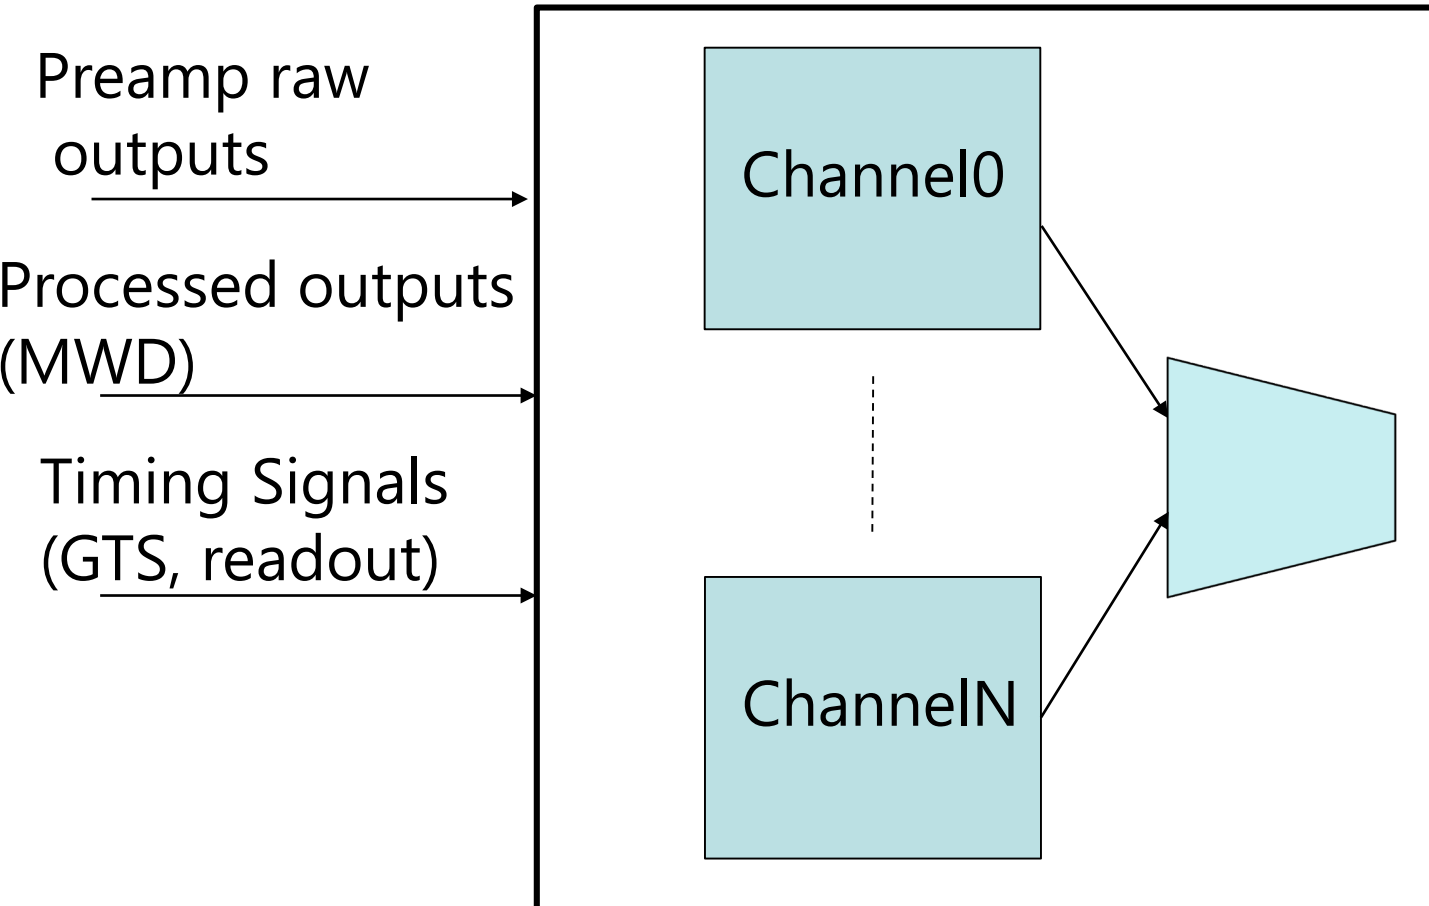 Preamp raw
outputs
Processed outputs
(MWD)
Timing Signals
(GTS, readout)
Channel0
ChannelN